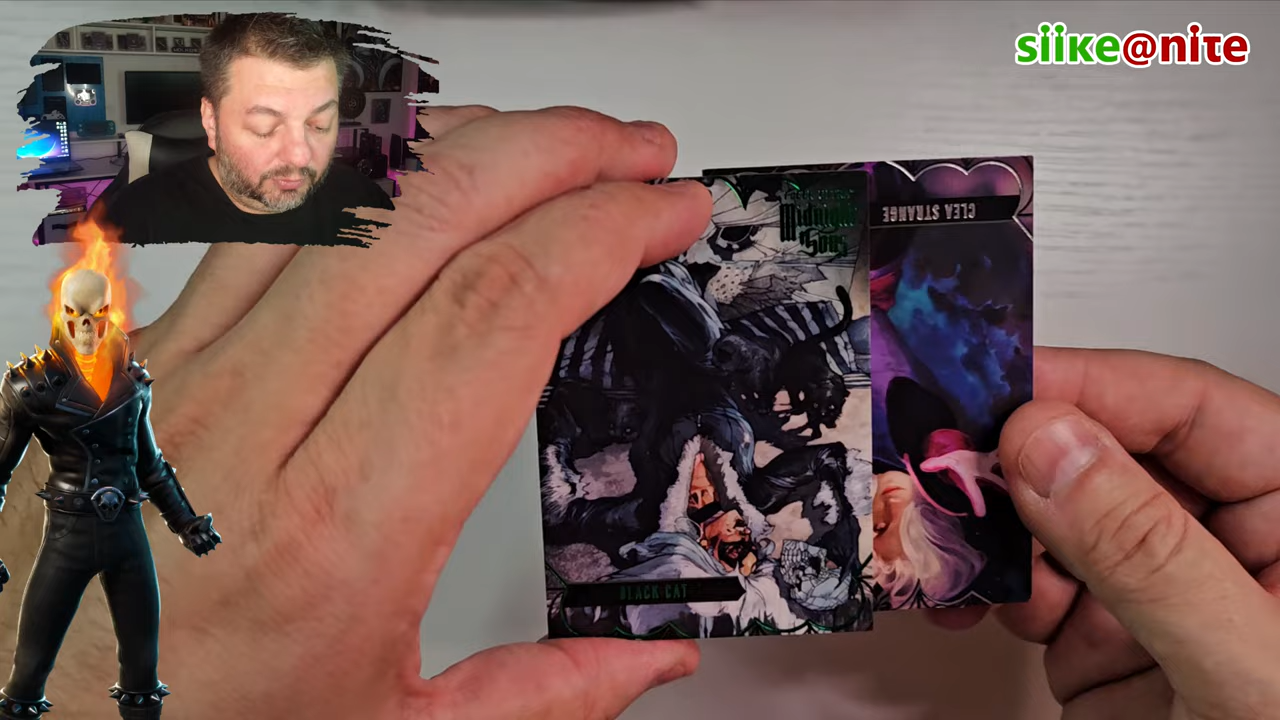 siike@nite
CLEA STRANGE
Midnight
Sons
BLACK CAT